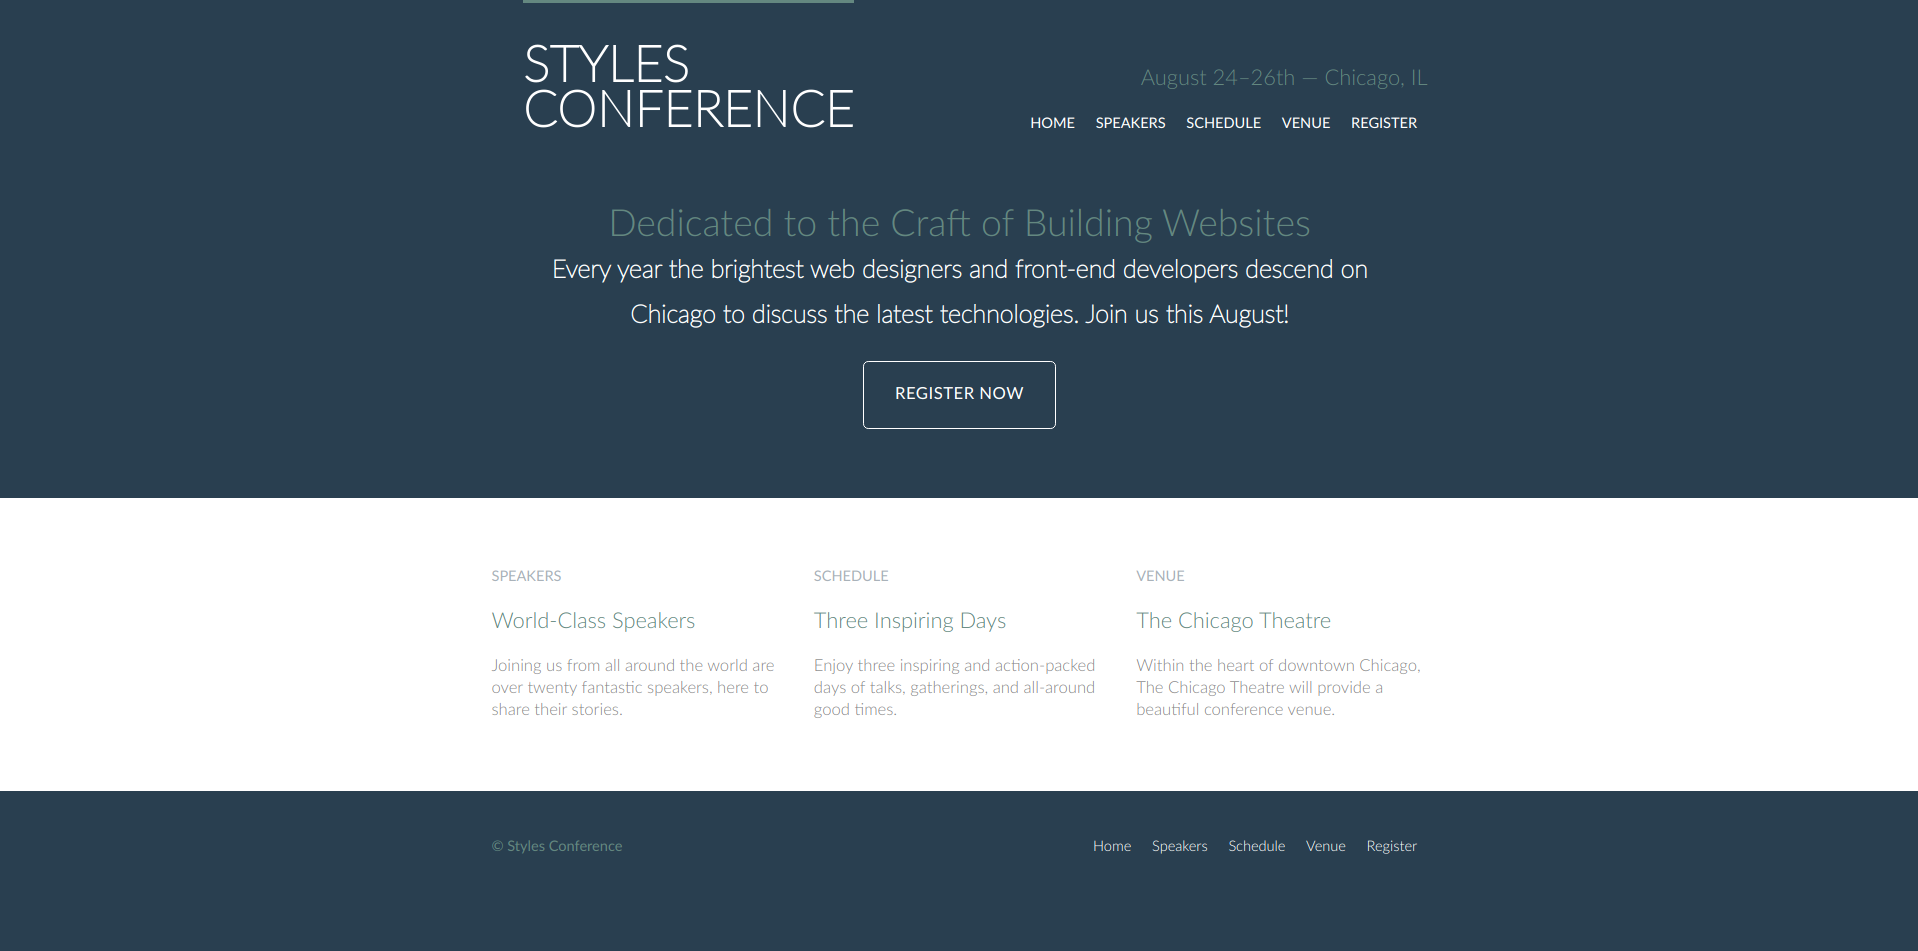 STYLES
CONFERENCE
August 24–26th — Chicago, IL
HOME SPEAKERS SCHEDULE VENUE REGISTER
Dedicated to the Craft of Building Websites
Every year the brightest web designers and front-end developers descend on
Chicago to discuss the latest technologies. Join us this August!
REGISTER NOW
SPEAKERS
World-Class Speakers
Joining us from all around the world are
over twenty fantastic speakers, here to
share their stories.
SCHEDULE
Three Inspiring Days
Enjoy three inspiring and action-packed
days of talks, gatherings, and all-around
good times.
VENUE
The Chicago Theatre
Within the heart of downtown Chicago,
The Chicago Theatre will provide a
beautiful conference venue.
© Styles Conference
Home Speakers Schedule Venue Register